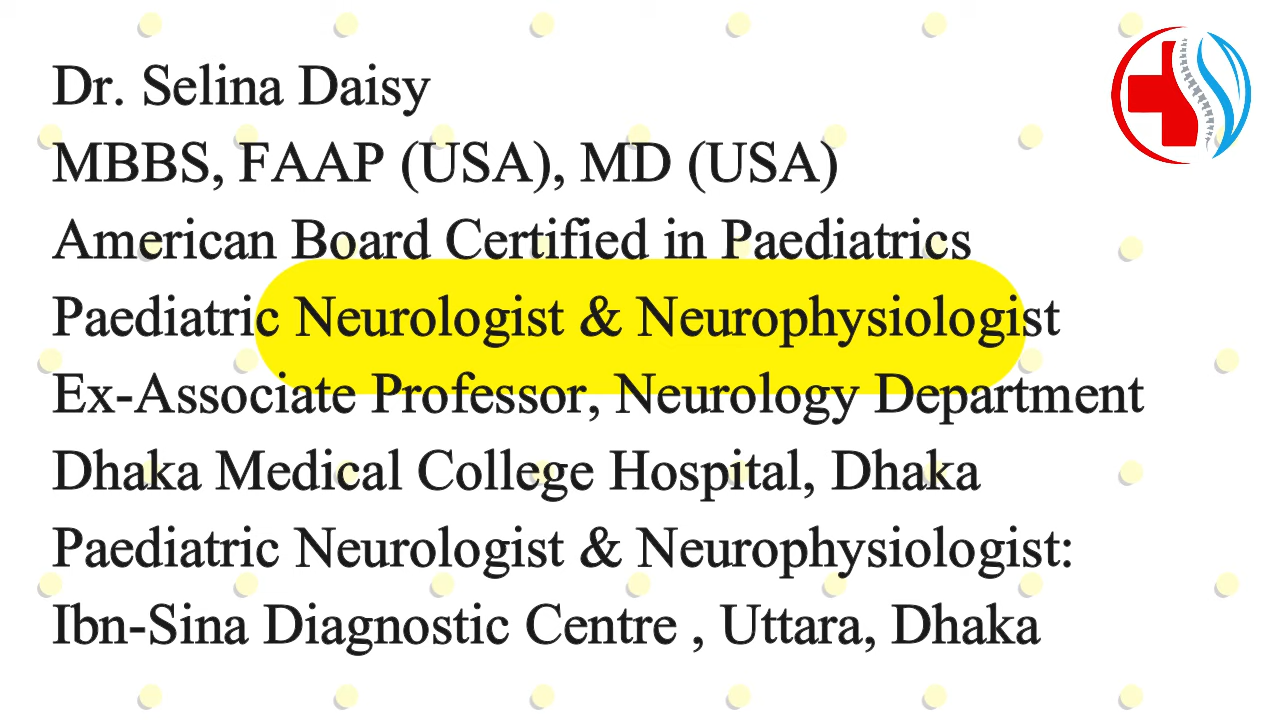 Dr. Selina Daisy
MBBS, FAAP (USA), MD (USA)
American Board Certified in Paediatrics
Paediatric Neurologist & Neurophysiologist
Ex-Associate Professor, Neurology Department
Dhaka Medical College Hospital, Dhaka
Paediatric Neurologist & Neurophysiologist:
Ibn-Sina Diagnostic Centre , Uttara, Dhaka